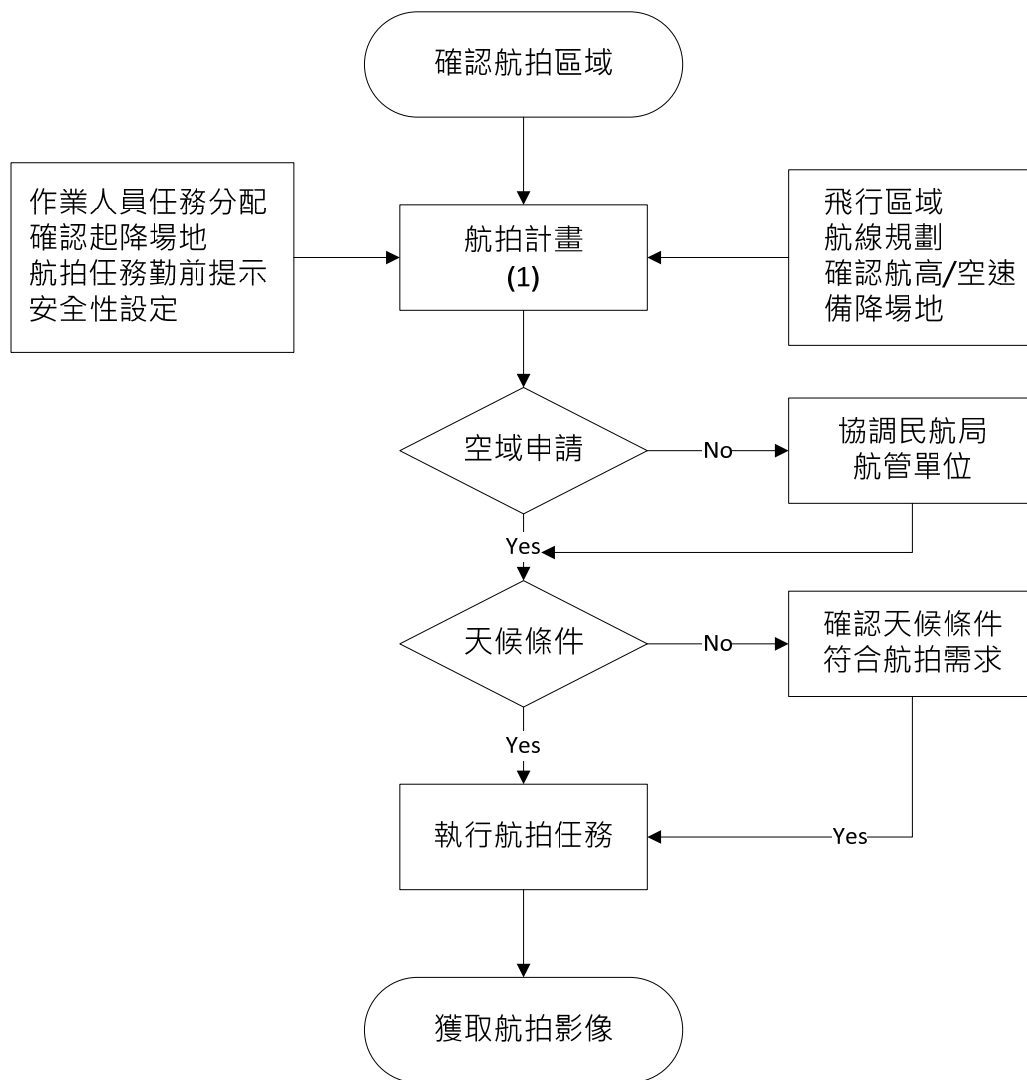 確認航拍區域
作業人員任務分配
確認起降場地
航拍任務勤前提示
安全性設定
航拍計畫
(1)
飛行區域
航線規劃
確認航高/空速
備降場地
空域申請
No
協調民航局
航管單位
Yes
天候條件
No
確認天候條件
符合航拍需求
Yes
執行航拍任務
Yes
獲取航拍影像